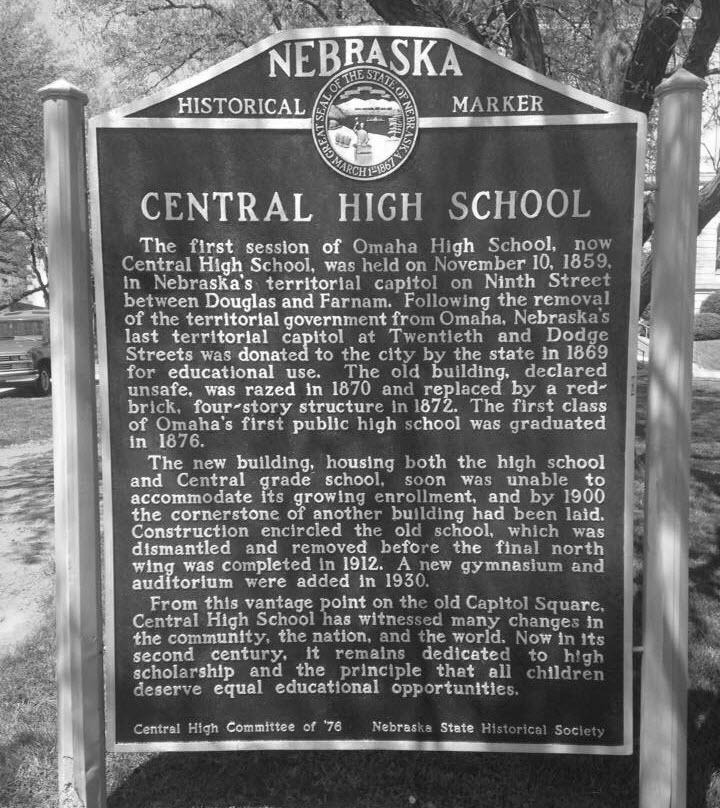 NEBRASKA
HISTORICAL MARKER
GREAT SEAL OF THE STATE OF NEBRASKA
MARCH 1ST 1867
CENTRAL HIGH SCHOOL
The first session of Omaha High School, now
Central High School, was held on November 10, 1859,
in Nebraska's territorial capitol on Ninth Street
between Douglas and Farnam. Following the removal
of the territorial government from Omaha, Nebraska's
last territorial capitol at Twentieth and Dodge
Streets was donated to the city by the state in 1869
for educational use. The old building, declared
unsafe, was razed in 1870 and replaced by a red-
brick, four-story structure in 1872. The first class
of Omaha's first public high school was graduated
in 1876.
The new building, housing both the high school
and Central grade school, soon was unable to
accommodate its growing enrollment, and by 1900
the cornerstone of another building had been laid.
Construction encircled the old school, which was
dismantled and removed before the final north
wing was completed in 1912. A new gymnasium and
auditorium were added in 1930.
From this vantage point on the old Capitol Square,
Central High School has witnessed many changes in
the community, the nation, and the world. Now in its
second century, it remains dedicated to high
scholarship and the principle that all children
deserve equal educational opportunities.
Central High Committee of '76 Nebraska State Historical Society